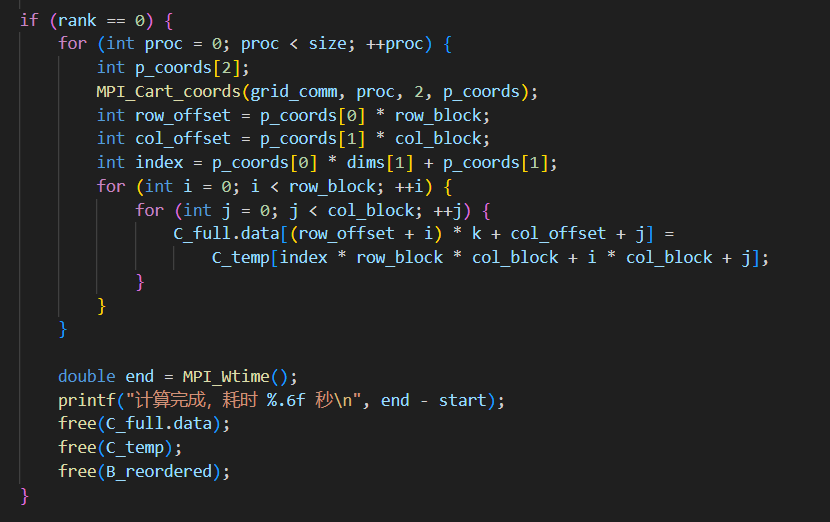 if (rank == 0) {
for (int proc = 0; proc < size; ++proc) {
int p_coords[2];
MPI_Cart_coords(grid_comm, proc, 2, p_coords);
int row_offset = p_coords[0] * row_block;
int col_offset = p_coords[1] * col_block;
int index = p_coords[0] * dims[1] + p_coords[1];
for (int i = 0; i < row_block; ++i) {
for (int j = 0; j < col_block; ++j) {
C_full.data[(row_offset + i) * k + col_offset + j] =
C_temp[index * row_block * col_block + i * col_block + j];
}
}
}
double end = MPI_Wtime();
printf("计算完成，耗时 %.6f 秒\n", end - start);
free(C_full.data);
free(C_temp);
free(B_reordered);
}